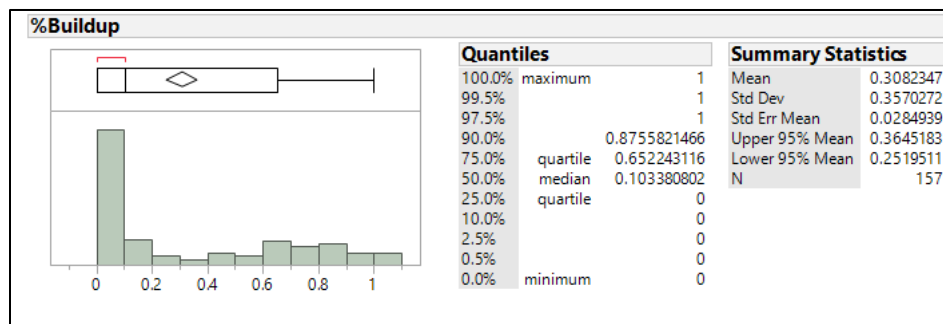 %Buildup
0 0.2 0.4 0.6 0.8 1
Quantiles
100.0% maximum 1
99.5% 1
97.5% 1
90.0% 0.8755821466
75.0% quartile 0.652243116
50.0% median 0.103380802
25.0% quartile 0
10.0% 0
2.5% 0
0.5% 0
0.0% minimum 0
Summary Statistics
Mean 0.3082347
Std Dev 0.3570272
Std Err Mean 0.0284939
Upper 95% Mean 0.3645183
Lower 95% Mean 0.2519511
N 157